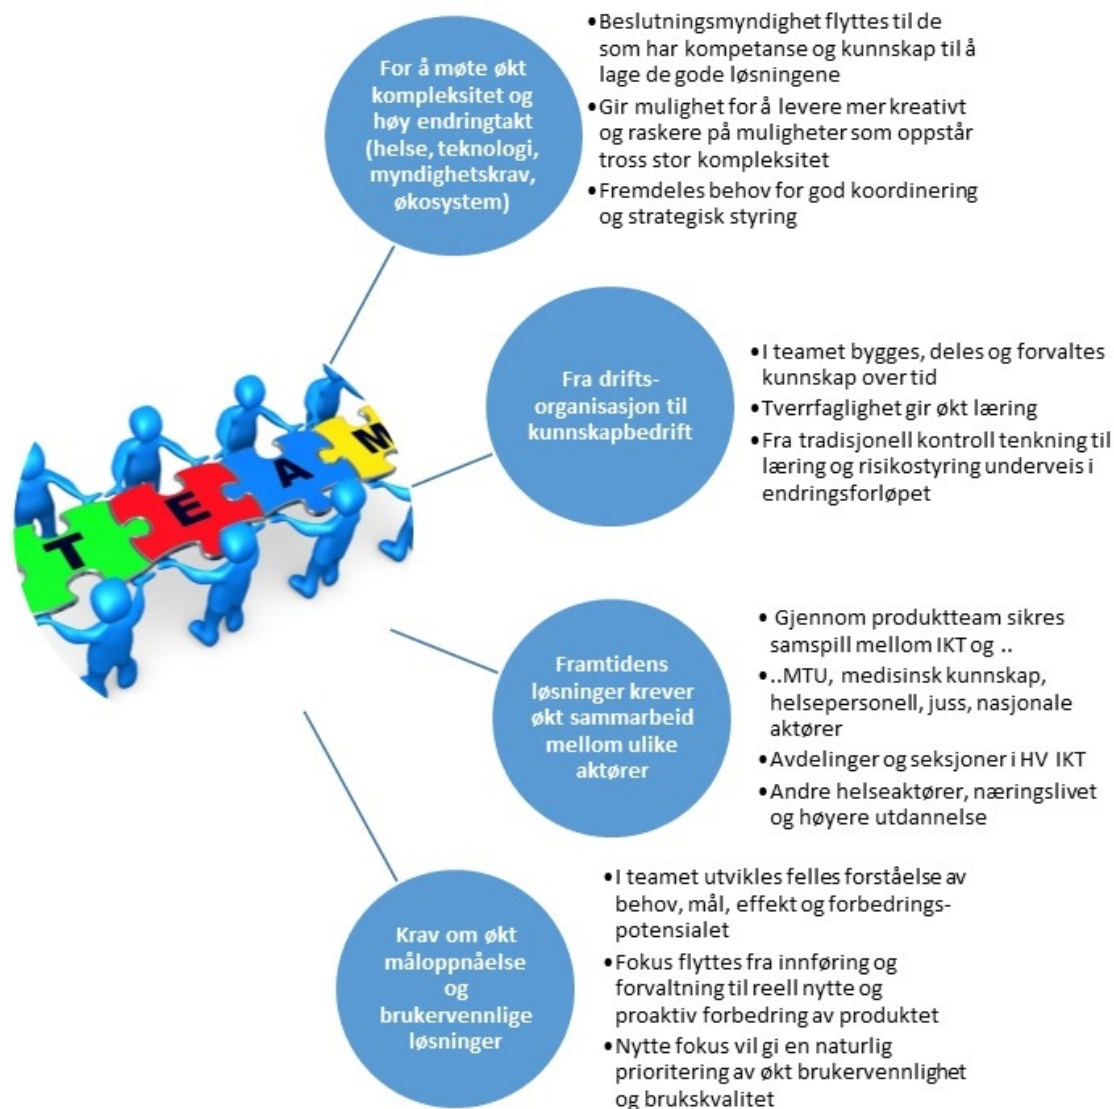 For å møte økt
kompleksitet og
høy endringtakt
(helse, teknologi,
myndighetskrav,
økosystem)
•Beslutningsmyndighet flyttes til de
som har kompetanse og kunnskap til å
lage de gode løsningene
•Gir mulighet for å levere mer kreativt
og raskere på muligheter som oppstår
tross stor kompleksitet
•Fremdeles behov for god koordinering
og strategisk styring
Fra drifts-
organisasjon til
kunnskapbedrift
•I teamet bygges, deles og forvaltes
kunnskap over tid
•Tverrfaglighet gir økt læring
•Fra tradisjonell kontroll tenkning til
læring og risikostyring underveis i
endringsforløpet
T E A M
Framtidens
løsninger krever
økt sammarbeid
mellom ulike
aktører
• Gjennom produktteam sikres
samspill mellom IKT og ..
•..MTU, medisinsk kunnskap,
helsepersonell, juss, nasjonale
aktører
•Avdelinger og seksjoner i HV IKT
•Andre helseaktører, næringslivet
og høyere utdannelse
Krav om økt
måloppnåelse
og
brukervennlige
løsninger
•I teamet utvikles felles forståelse av
behov, mål, effekt og forbedrings-
potensialet
•Fokus flyttes fra innføring og
forvaltning til reell nytte og
proaktiv forbedring av produktet
•Nytte fokus vil gi en naturlig
prioritering av økt brukervennlighet
og brukskvalitet